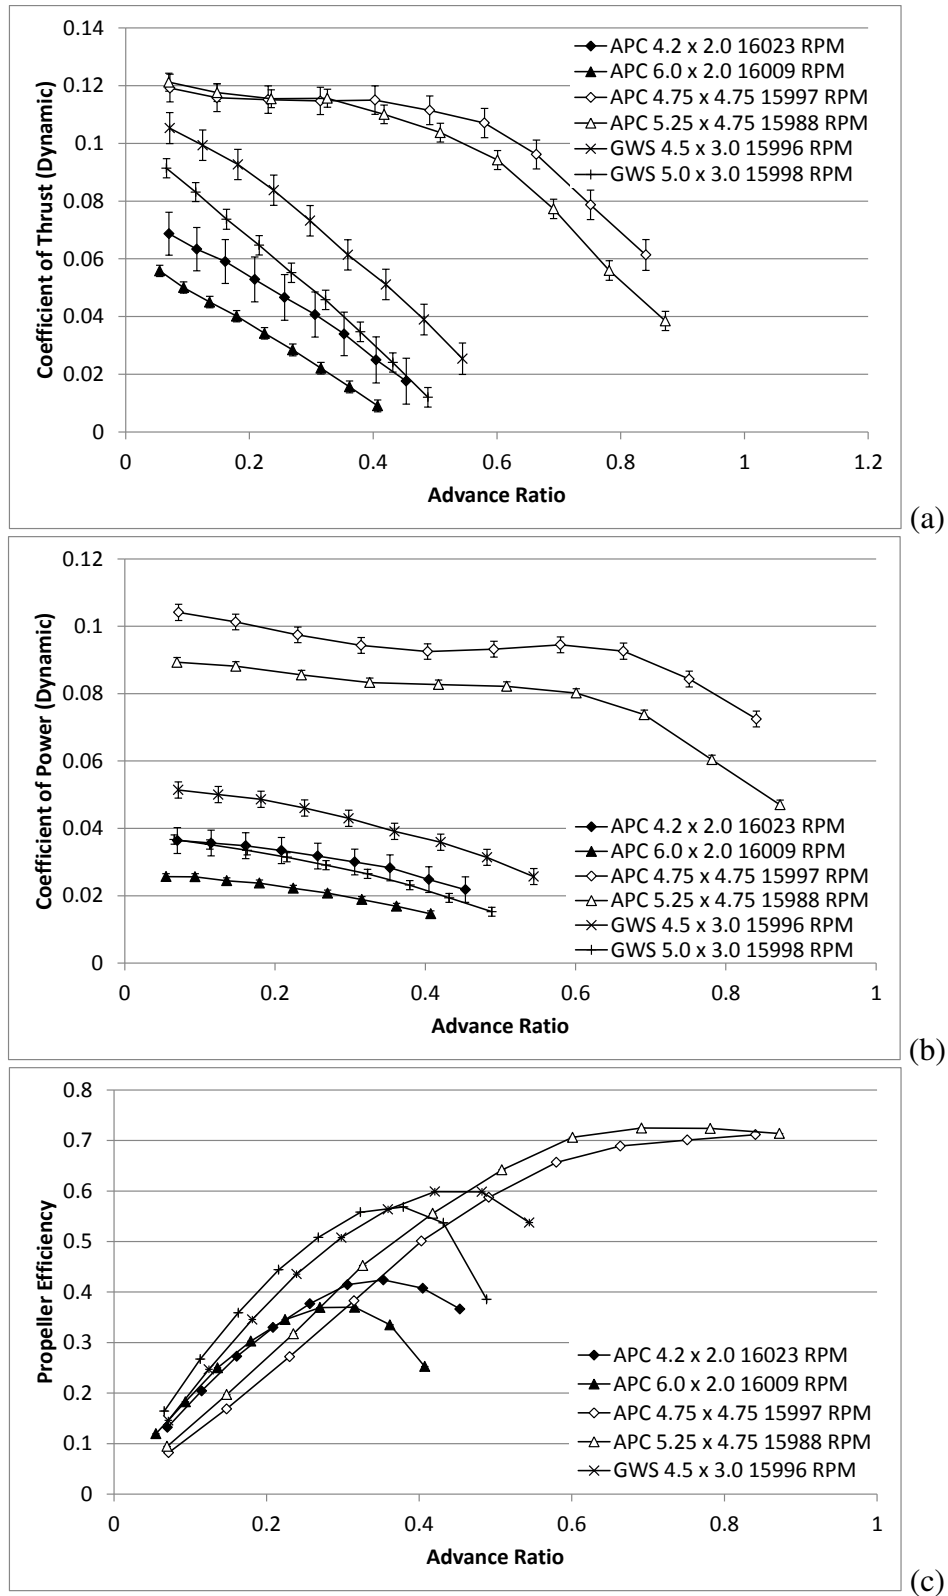 0.14
0.12
0.1
0.08
0.06
0.04
0.02
0
Coefficient of Thrust (Dynamic)
APC 4.2 x 2.0 16023 RPM
APC 6.0 x 2.0 16009 RPM
APC 4.75 x 4.75 15997 RPM
APC 5.25 x 4.75 15988 RPM
GWS 4.5 x 3.0 15996 RPM
GWS 5.0 x 3.0 15998 RPM
0 0.2 0.4 0.6 0.8 1 1.2
Advance Ratio
(a)
0.12
0.1
0.08
0.06
0.04
0.02
0
Coefficient of Power (Dynamic)
APC 4.2 x 2.0 16023 RPM
APC 6.0 x 2.0 16009 RPM
APC 4.75 x 4.75 15997 RPM
APC 5.25 x 4.75 15988 RPM
GWS 4.5 x 3.0 15996 RPM
GWS 5.0 x 3.0 15998 RPM
0 0.2 0.4 0.6 0.8 1
Advance Ratio
(b)
0.8
0.7
0.6
0.5
0.4
0.3
0.2
0.1
0
Propeller Efficiency
APC 4.2 x 2.0 16023 RPM
APC 6.0 x 2.0 16009 RPM
APC 4.75 x 4.75 15997 RPM
APC 5.25 x 4.75 15988 RPM
GWS 4.5 x 3.0 15996 RPM
0 0.2 0.4 0.6 0.8 1
Advance Ratio
(c)